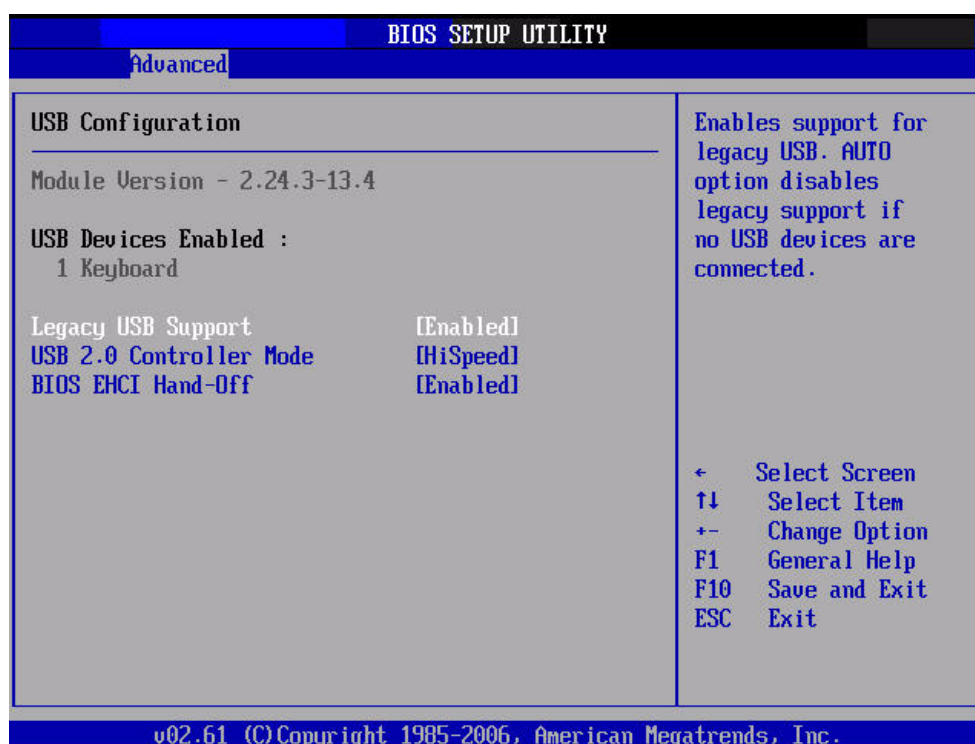 BIOS SETUP UTILITY
Advanced
USB Configuration
Module Version - 2.24.3-13.4
USB Devices Enabled :
1 Keyboard
Legacy USB Support [Enabled]
USB 2.0 Controller Mode [HiSpeed]
BIOS EHCI Hand-Off [Enabled]
Enables support for
legacy USB. AUTO
option disables
legacy support if
no USB devices are
connected.
← Select Screen
↑↓ Select Item
+- Change Option
F1 General Help
F10 Save and Exit
ESC Exit
v02.61 (C)Copyright 1985-2006, American Megatrends, Inc.